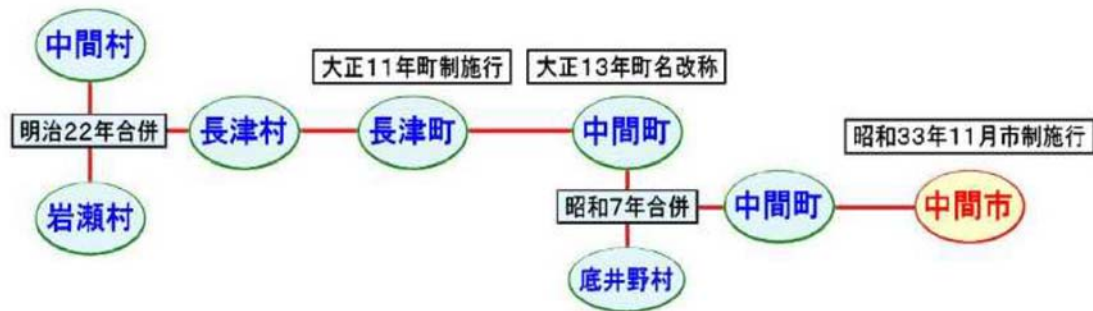 中間村
明治22年合併
岩瀬村
長津村
大正11年町制施行
長津町
大正13年町名改称
中間町
昭和7年合併
底井野村
中間町
昭和33年11月市制施行
中間市